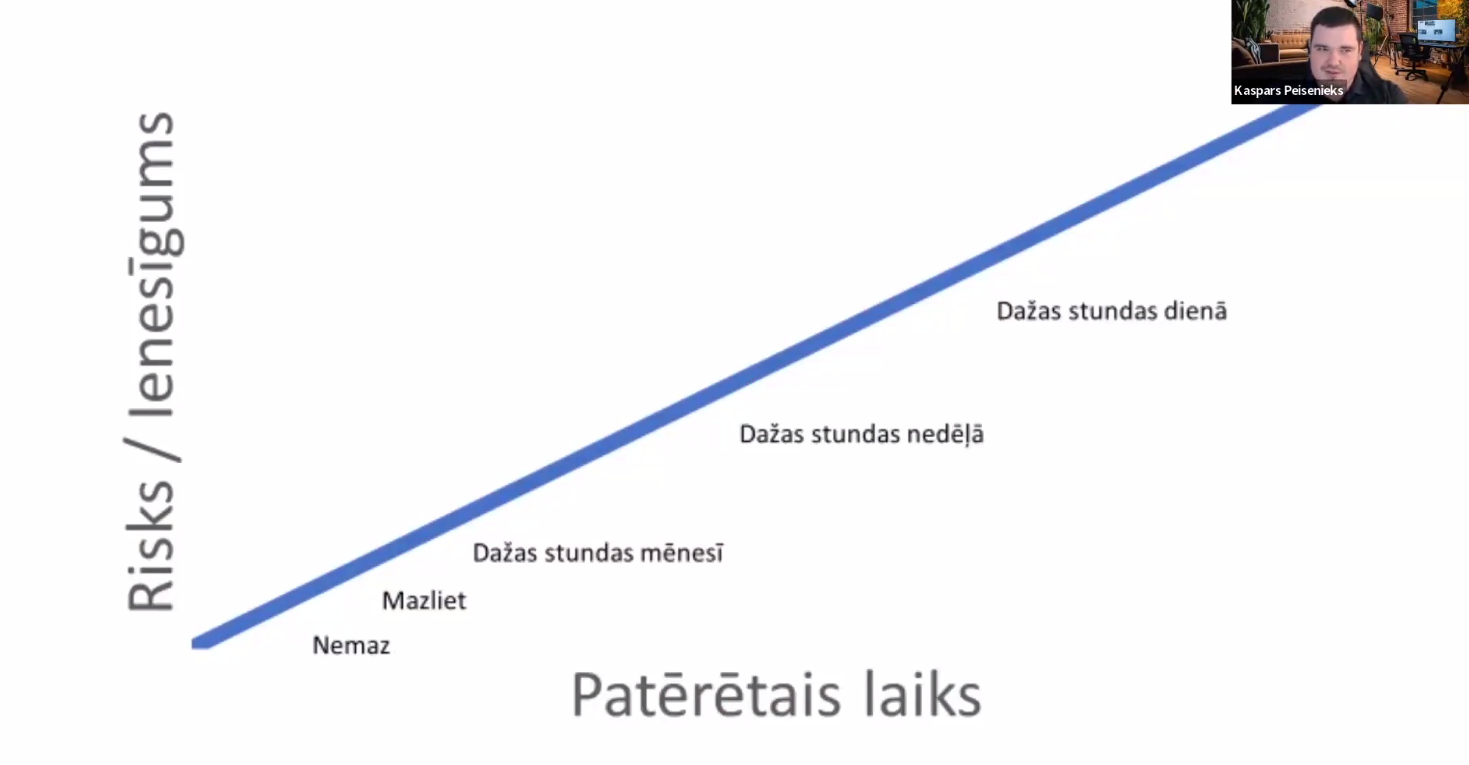 Kaspars Peisenieks
Risks / Ienesīgums
Dažas stundas dienā
Dažas stundas nedēļā
Dažas stundas mēnesī
Mazliet
Nemaz
Patērētais laiks